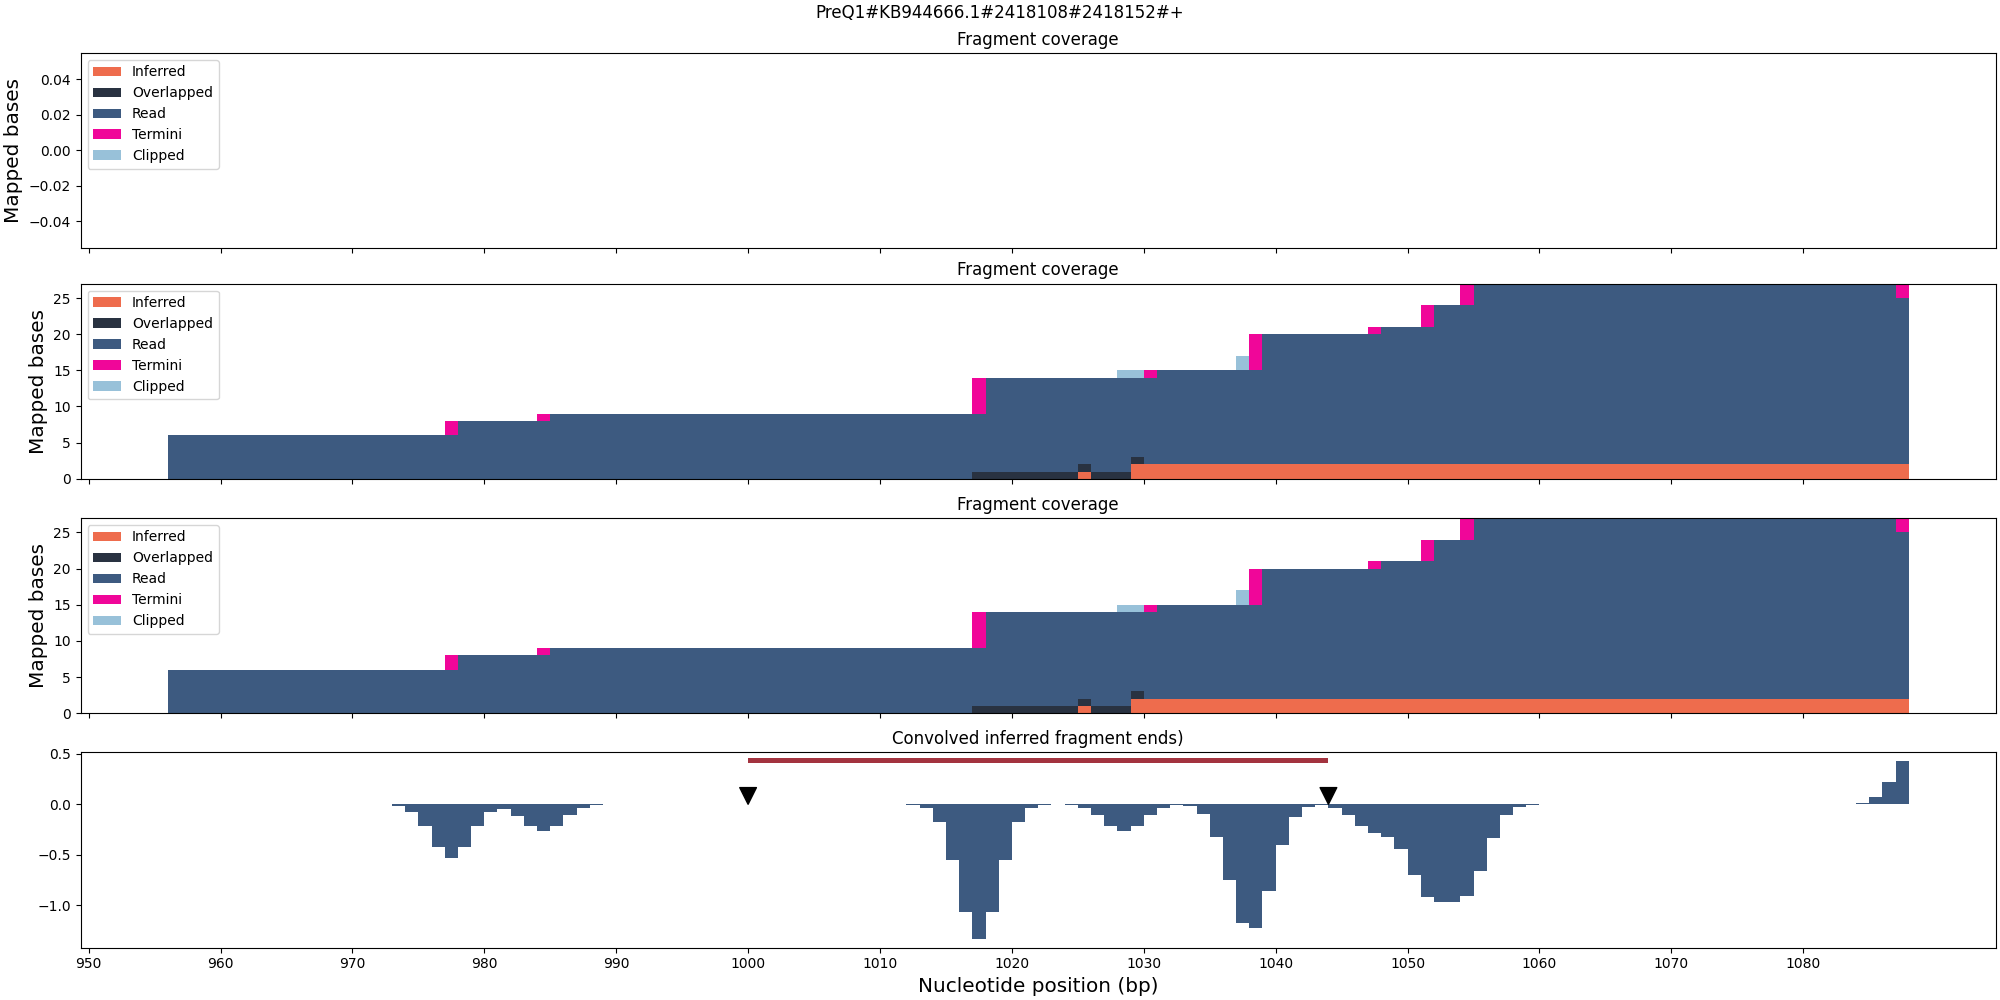 PreQ1#KB944666.1#2418108#2418152#+
Fragment coverage
Mapped bases
0.04
0.02
0.00
−0.02
−0.04
Inferred
Overlapped
Read
Termini
Clipped
Fragment coverage
Mapped bases
25
20
15
10
5
0
Inferred
Overlapped
Read
Termini
Clipped
Fragment coverage
Mapped bases
25
20
15
10
5
0
Inferred
Overlapped
Read
Termini
Clipped
Convolved inferred fragment ends)
0.5
0.0
−0.5
−1.0
950 960 970 980 990 1000 1010 1020 1030 1040 1050 1060 1070 1080
Nucleotide position (bp)